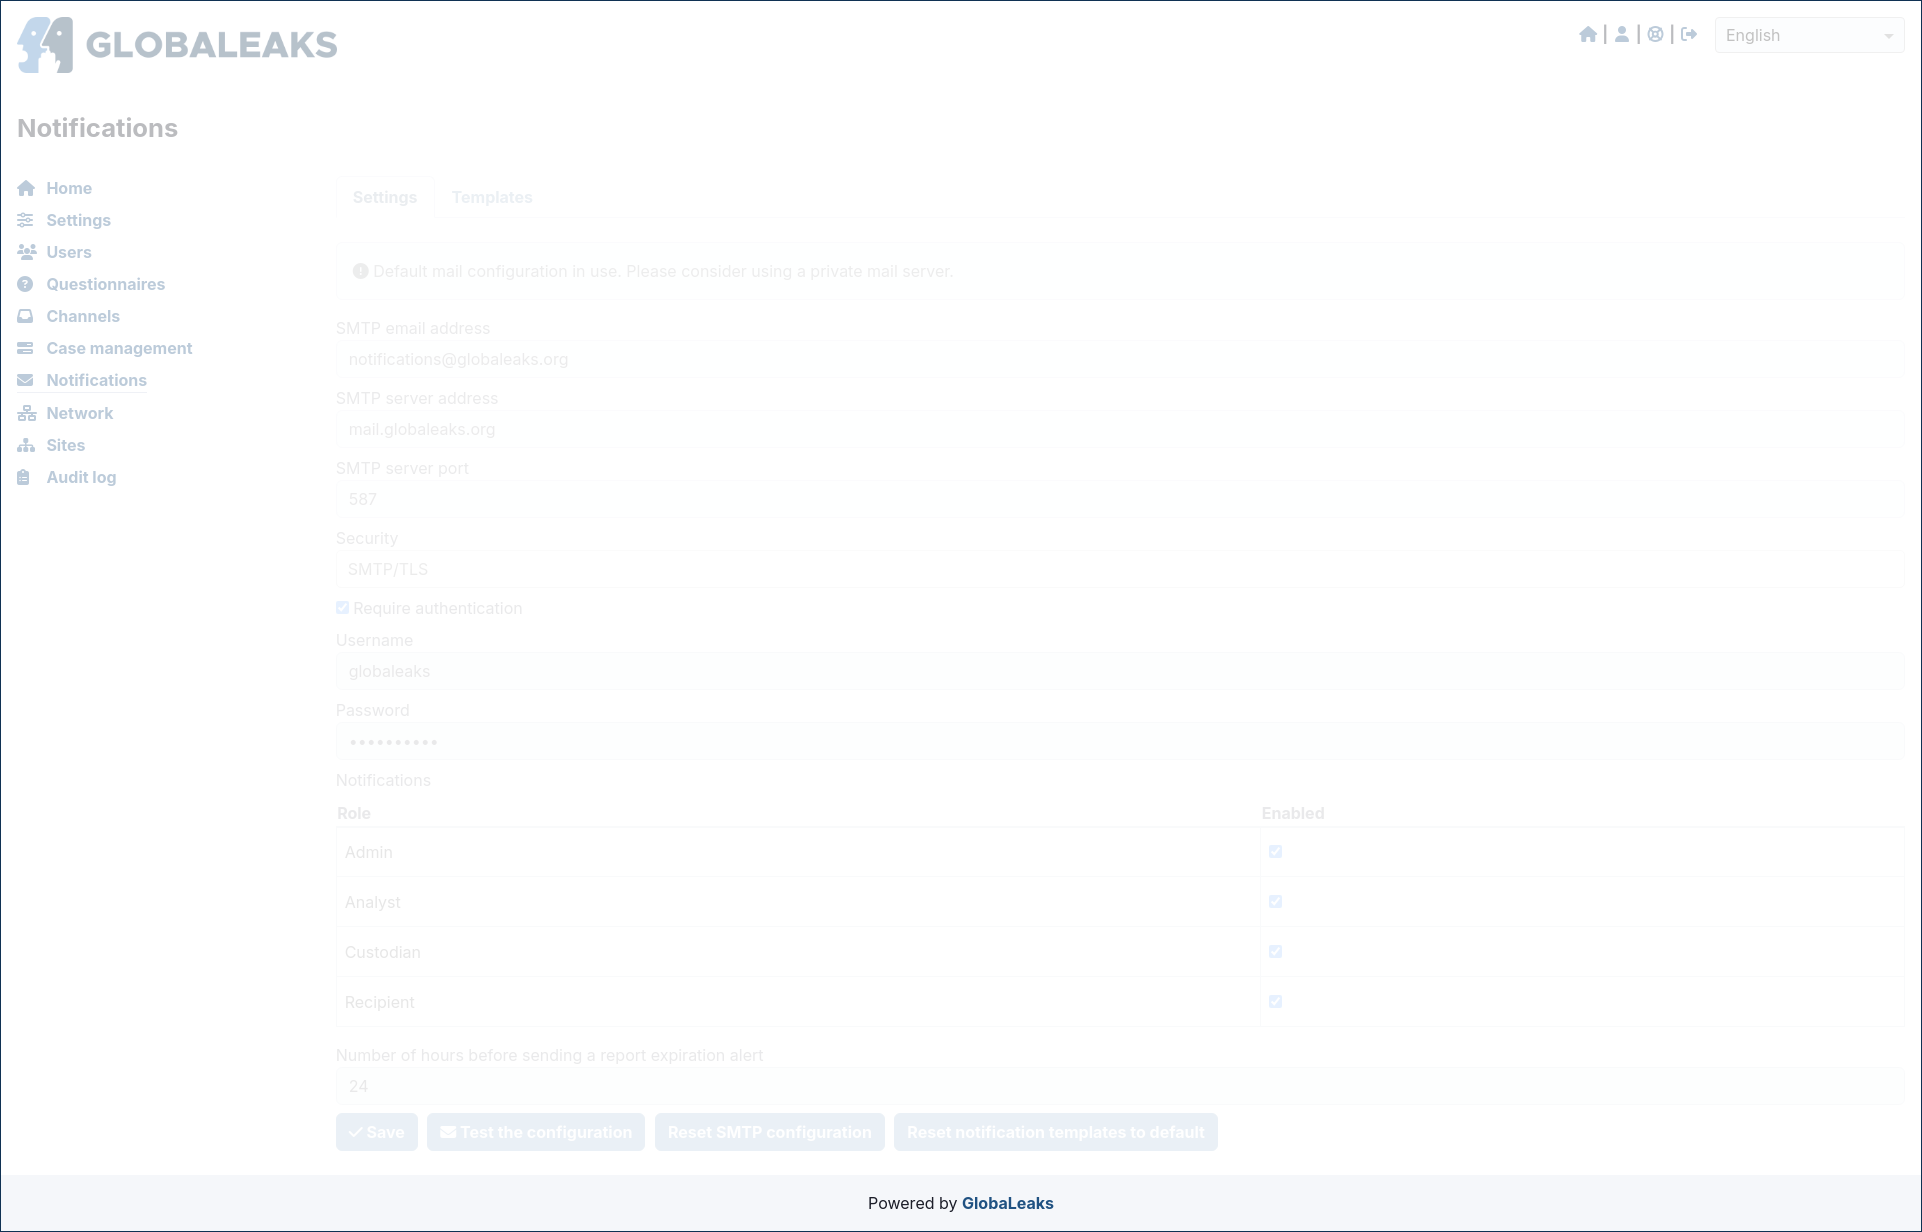 GLOBALEAKS
English
Notifications
Home
Settings
Users
Questionnaires
Channels
Case management
Notifications
Network
Sites
Audit log
Settings Templates
Default mail configuration in use. Please consider using a private mail server.
SMTP email address
notifications@globaleaks.org
SMTP server address
mail.globaleaks.org
SMTP server port
587
Security
SMTP/TLS
Require authentication
Username
globaleaks
Password
••••••••••
Notifications
Role Enabled
Admin
Analyst
Custodian
Recipient
Number of hours before sending a report expiration alert
24
Save Test the configuration Reset SMTP configuration Reset notification templates to default
Powered by GlobaLeaks